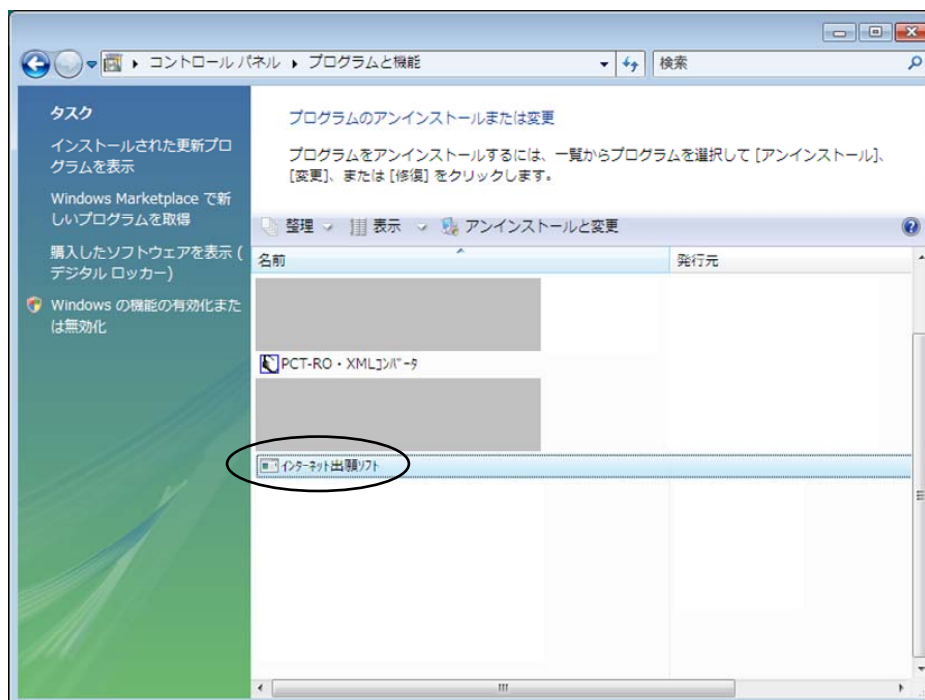 コントロール パネル ▸ プログラムと機能
検索
タスク
インストールされた更新プロ
グラムを表示
Windows Marketplace で新
しいプログラムを取得
購入したソフトウェアを表示 (
デジタル ロッカー)
Windows の機能の有効化また
は無効化
プログラムのアンインストールまたは変更
プログラムをアンインストールするには、一覧からプログラムを選択して [アンインストール]、
[変更]、または [修復] をクリックします。
整理 表示 アンインストールと変更
名前 発行元
PCT-RO・XMLコンバータ
インターネット出願ソフト